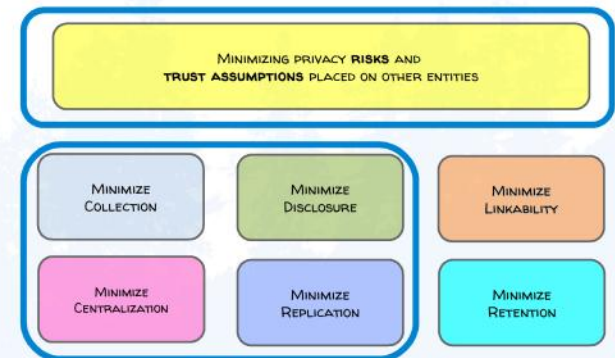 Minimizing privacy risks and
trust assumptions placed on other entities
Minimize
Collection
Minimize
Disclosure
Minimize
Linkability
Minimize
Centralization
Minimize
Replication
Minimize
Retention